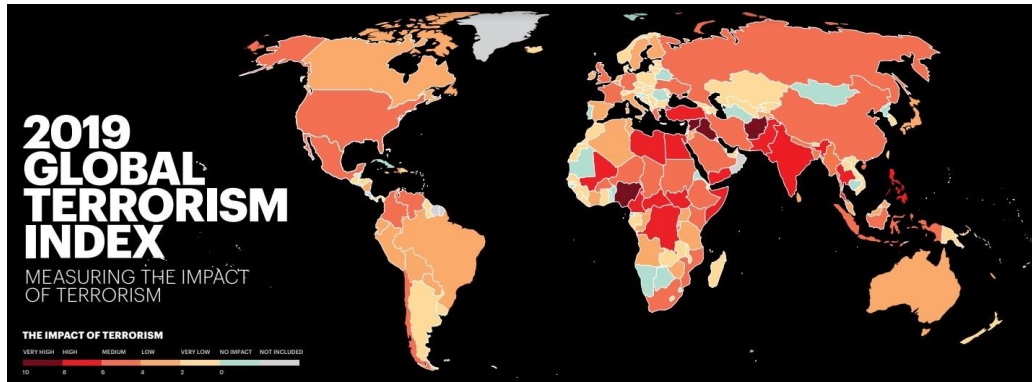 2019
GLOBAL
TERRORISM
INDEX
MEASURING THE IMPACT
OF TERRORISM
THE IMPACT OF TERRORISM
VERY HIGH HIGH MEDIUM LOW VERY LOW NO IMPACT NOT INCLUDED
10 8 6 4 2 0